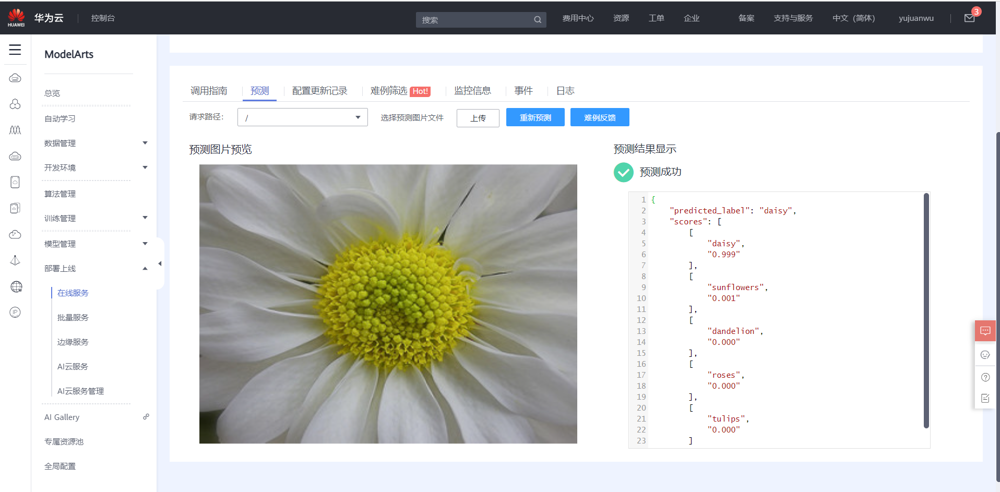 HUAWEI
华为云
控制台
搜索
费用中心
资源
工单
企业
备案
支持与服务
中文（简体）
yujuanwu
3
ModelArts
总览
自动学习
数据管理
开发环境
算法管理
训练管理
模型管理
部署上线
在线服务
批量服务
边缘服务
AI云服务
AI云服务管理
AI Gallery
专属资源池
全局配置
IP
调用指南
预测
配置更新记录
难例筛选 Hot!
监控信息
事件
日志
请求路径：
/
选择预测图片文件
上传
重新预测
难例反馈
预测图片预览
预测结果显示
预测成功
1 {
2 "predicted_label": "daisy",
3 "scores": [
4 [
5 "daisy",
6 "0.999"
7 ],
8 [
9 "sunflowers",
10 "0.001"
11 ],
12 [
13 "dandelion",
14 "0.000"
15 ],
16 [
17 "roses",
18 "0.000"
19 ],
20 [
21 "tulips",
22 "0.000"
23 ]